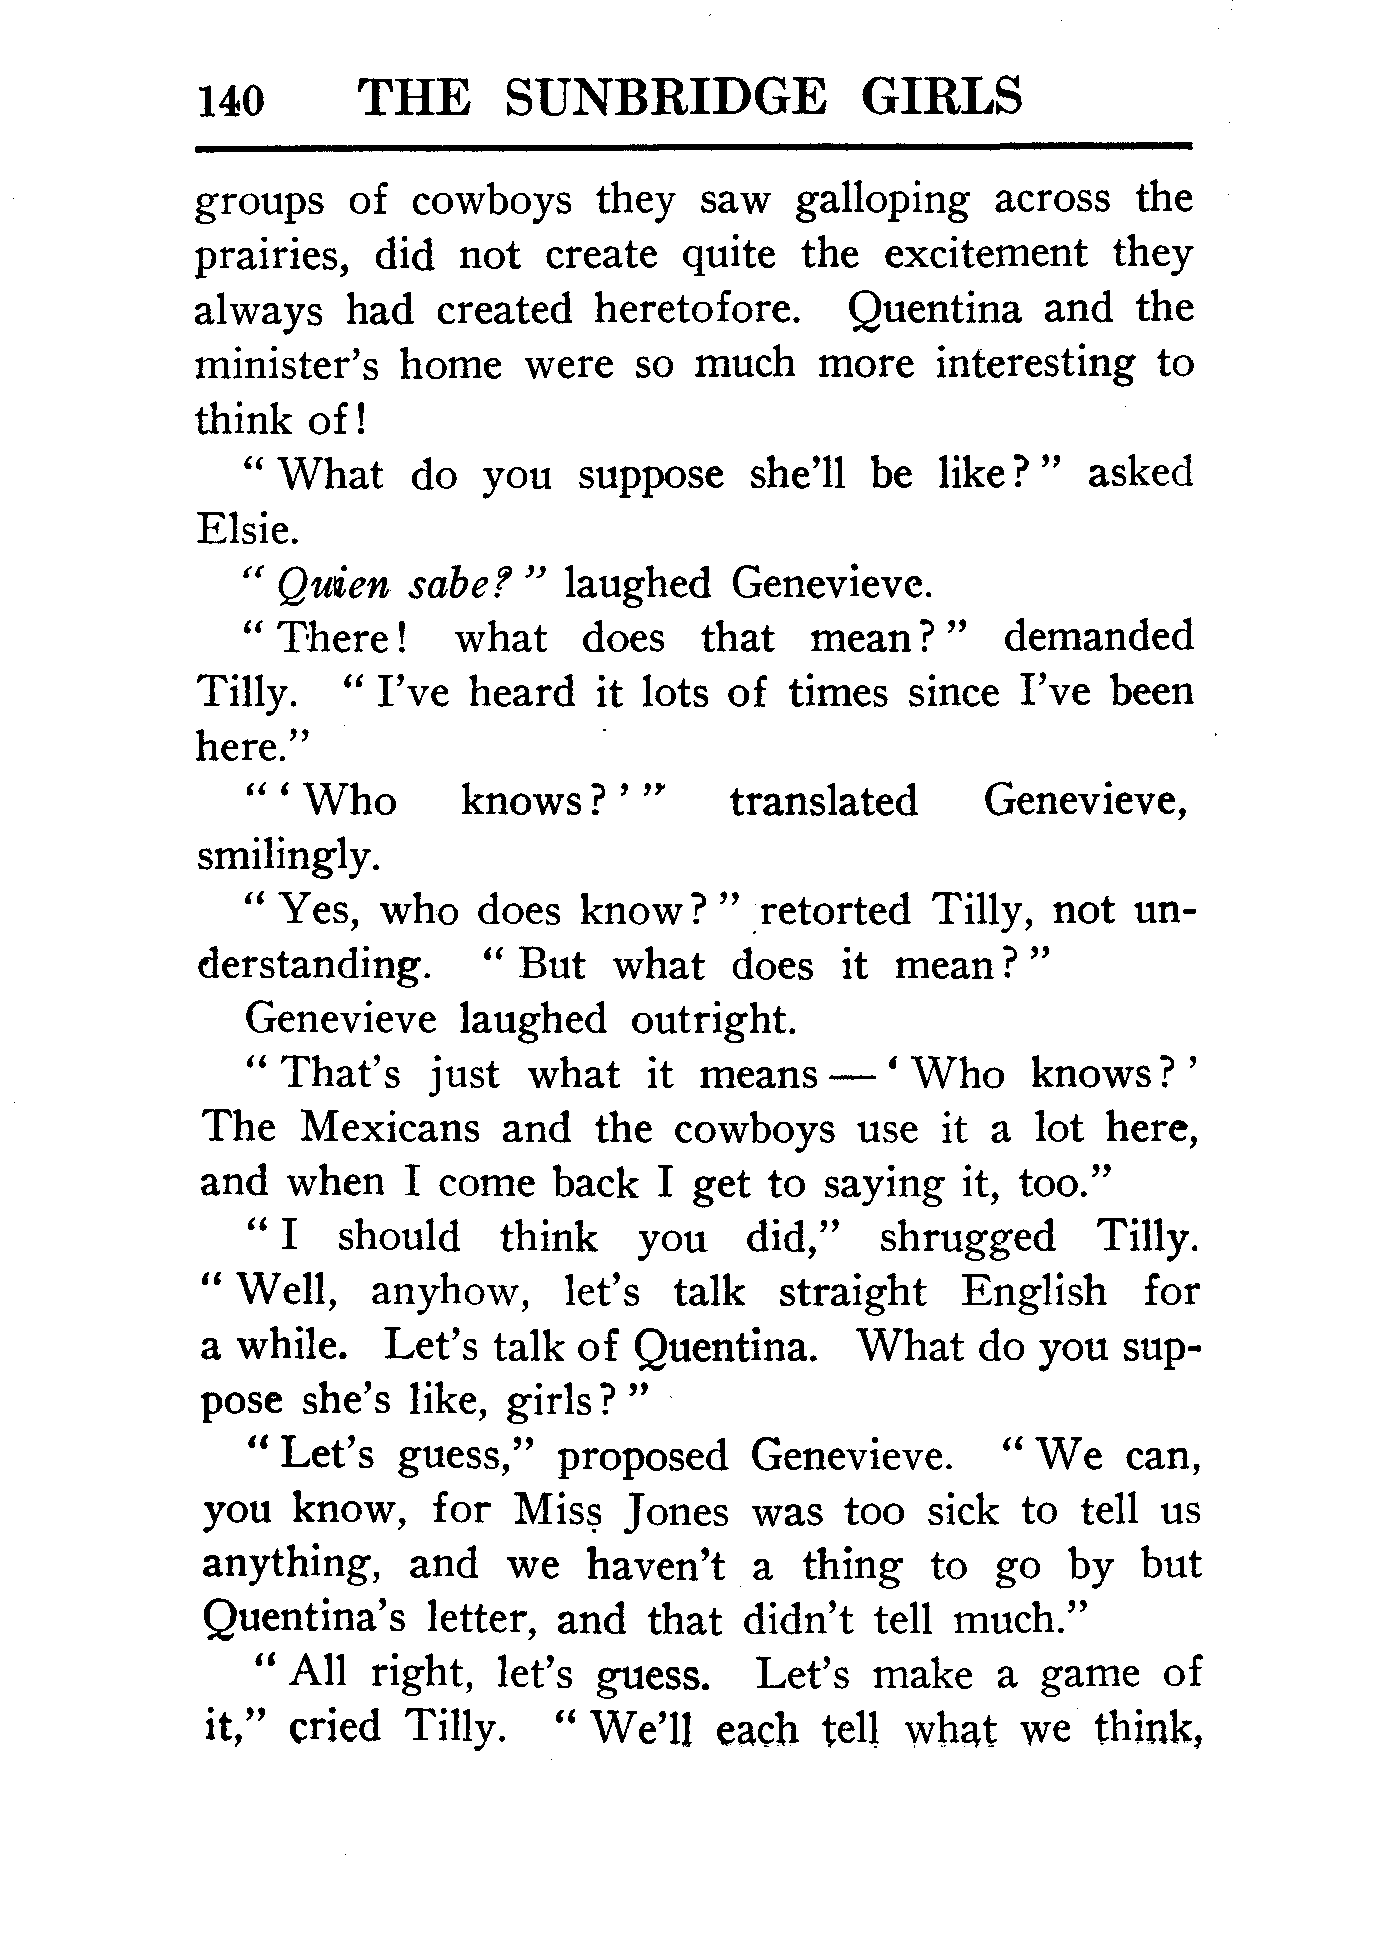 140 THE SUNBRIDGE GIRLS
groups of cowboys they saw galloping across the
prairies, did not create quite the excitement they
always had created heretofore. Quentina and the
minister's home were so much more interesting to
think of!
" What do you suppose she'll be like? " asked
Elsie.
" Quien sabe? " laughed Genevieve.
" There! what does that mean? " demanded
Tilly. " I've heard it lots of times since I've been
here."
" ' Who knows? ' " translated Genevieve,
smilingly.
" Yes, who does know? " retorted Tilly, not un-
derstanding. " But what does it mean? "
Genevieve laughed outright.
" That's just what it means — ' Who knows? '
The Mexicans and the cowboys use it a lot here,
and when I come back I get to saying it, too."
" I should think you did," shrugged Tilly.
" Well, anyhow, let's talk straight English for
a while. Let's talk of Quentina. What do you sup-
pose she's like, girls? "
" Let's guess," proposed Genevieve. " We can,
you know, for Miss Jones was too sick to tell us
anything, and we haven't a thing to go by but
Quentina's letter, and that didn't tell much."
" All right, let's guess. Let's make a game of
it," cried Tilly. " We'll each tell what we think,